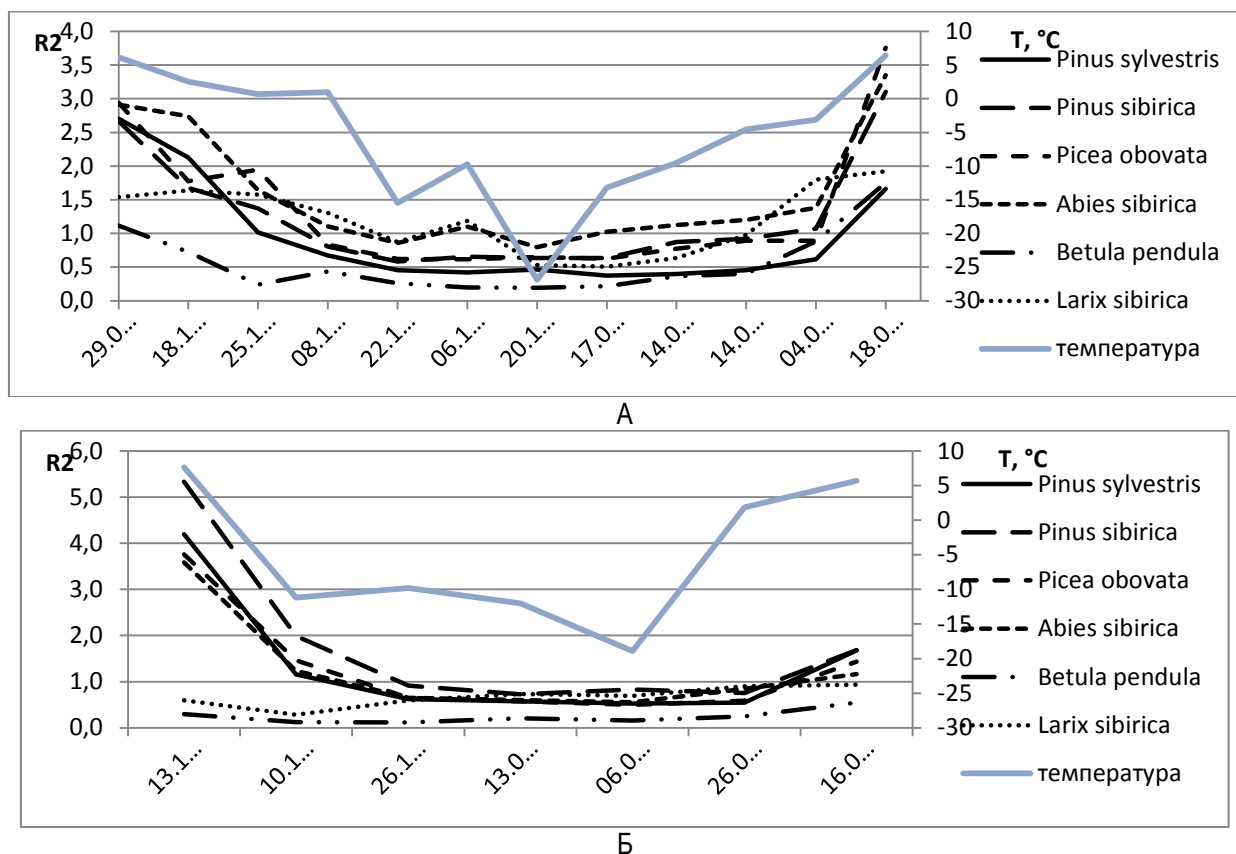 R2
T, °C
4,0
3,5
3,0
2,5
2,0
1,5
1,0
0,5
0,0
10
5
0
-5
-10
-15
-20
-25
-30
Pinus sylvestris
Pinus sibirica
Picea obovata
Abies sibirica
Betula pendula
Larix sibirica
температура
29.0...
18.1...
25.1...
08.1...
22.1...
06.1...
20.1...
17.0...
14.0...
14.0...
04.0...
18.0...
А
R2
T, °C
6,0
5,0
4,0
3,0
2,0
1,0
0,0
10
5
0
-5
-10
-15
-20
-25
-30
Pinus sylvestris
Pinus sibirica
Picea obovata
Abies sibirica
Betula pendula
Larix sibirica
температура
13.1...
10.1...
26.1...
13.0...
06.0...
26.0...
16.0...
Б